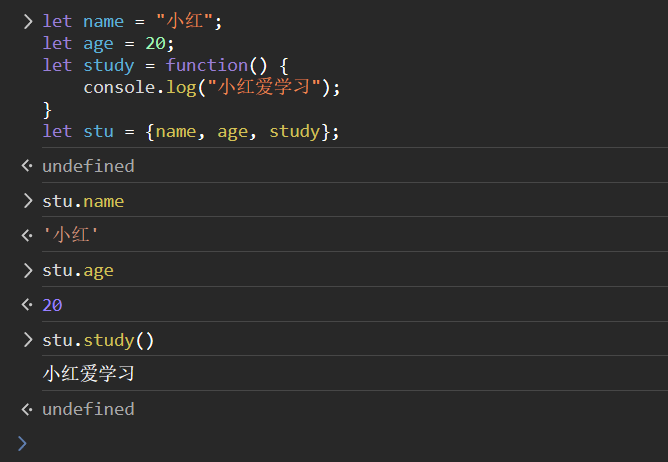 let name = "小红";
let age = 20;
let study = function() {
    console.log("小红爱学习");
}
let stu = {name, age, study};
undefined
stu.name
'小红'
stu.age
20
stu.study()
小红爱学习
undefined